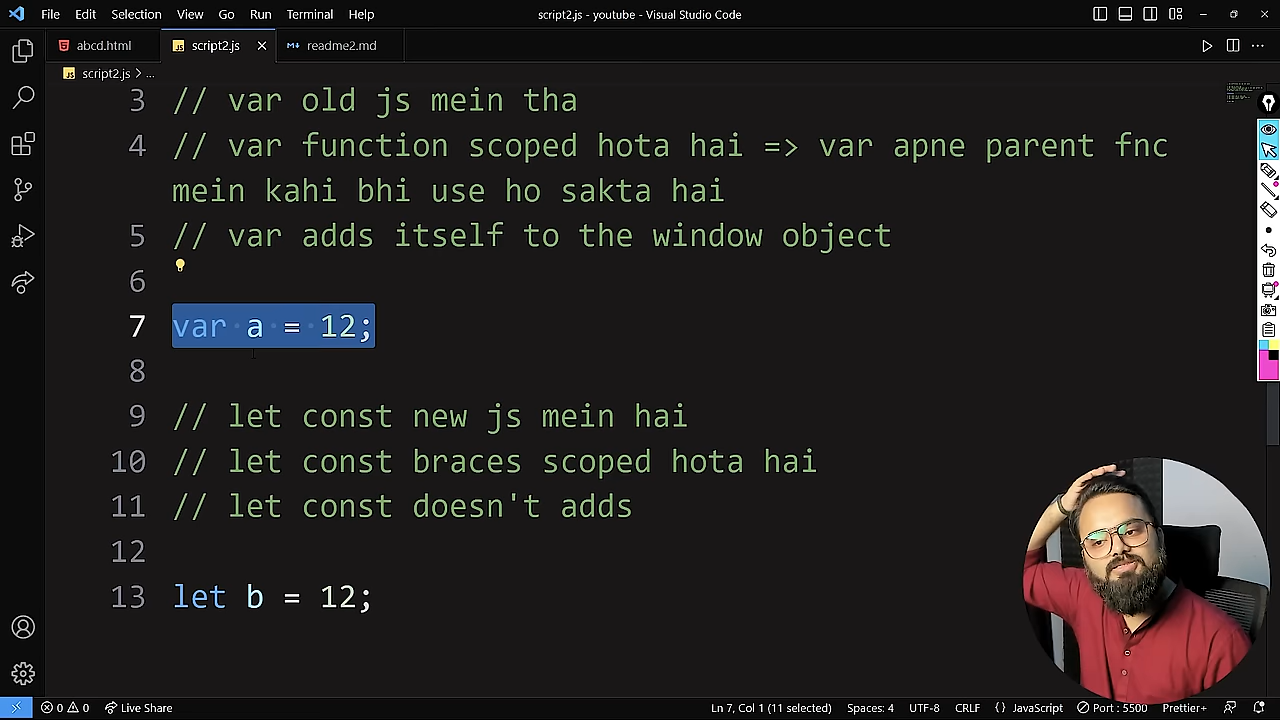 File Edit Selection View Go Run Terminal Help script2.js - youtube - Visual Studio Code
abcd.html JS script2.js readme2.md
JS script2.js > ...
3 // var old js mein tha
4 // var function scoped hota hai => var apne parent fnc
mein kahi bhi use ho sakta hai
5 // var adds itself to the window object
6
7 var a = 12;
8
9 // let const new js mein hai
10 // let const braces scoped hota hai
11 // let const doesn't adds
12
13 let b = 12;
0 0 Live Share Ln 7, Col 1 (11 selected) Spaces: 4 UTF-8 CRLF {} JavaScript Port : 5500 Prettier+